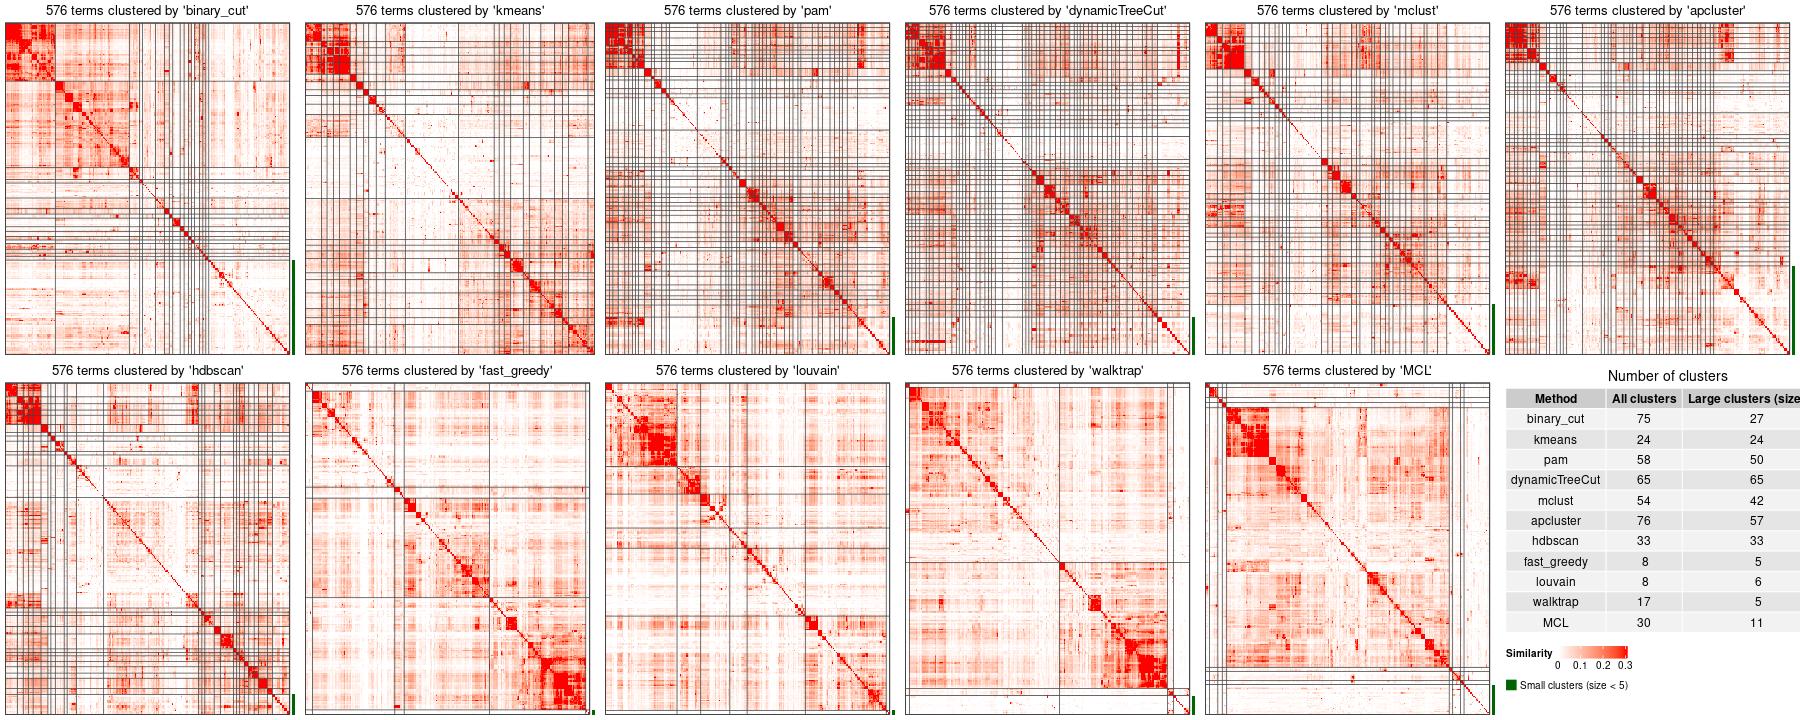 576 terms clustered by 'binary_cut'
576 terms clustered by 'kmeans'
576 terms clustered by 'pam'
576 terms clustered by 'dynamicTreeCut'
576 terms clustered by 'mclust'
576 terms clustered by 'apcluster'
576 terms clustered by 'hdbscan'
576 terms clustered by 'fast_greedy'
576 terms clustered by 'louvain'
576 terms clustered by 'walktrap'
576 terms clustered by 'MCL'
Number of clusters
Method All clusters Large clusters (size
binary_cut 75 27
kmeans 24 24
pam 58 50
dynamicTreeCut 65 65
mclust 54 42
apcluster 76 57
hdbscan 33 33
fast_greedy 8 5
louvain 8 6
walktrap 17 5
MCL 30 11
Similarity
0 0.1 0.2 0.3
Small clusters (size < 5)